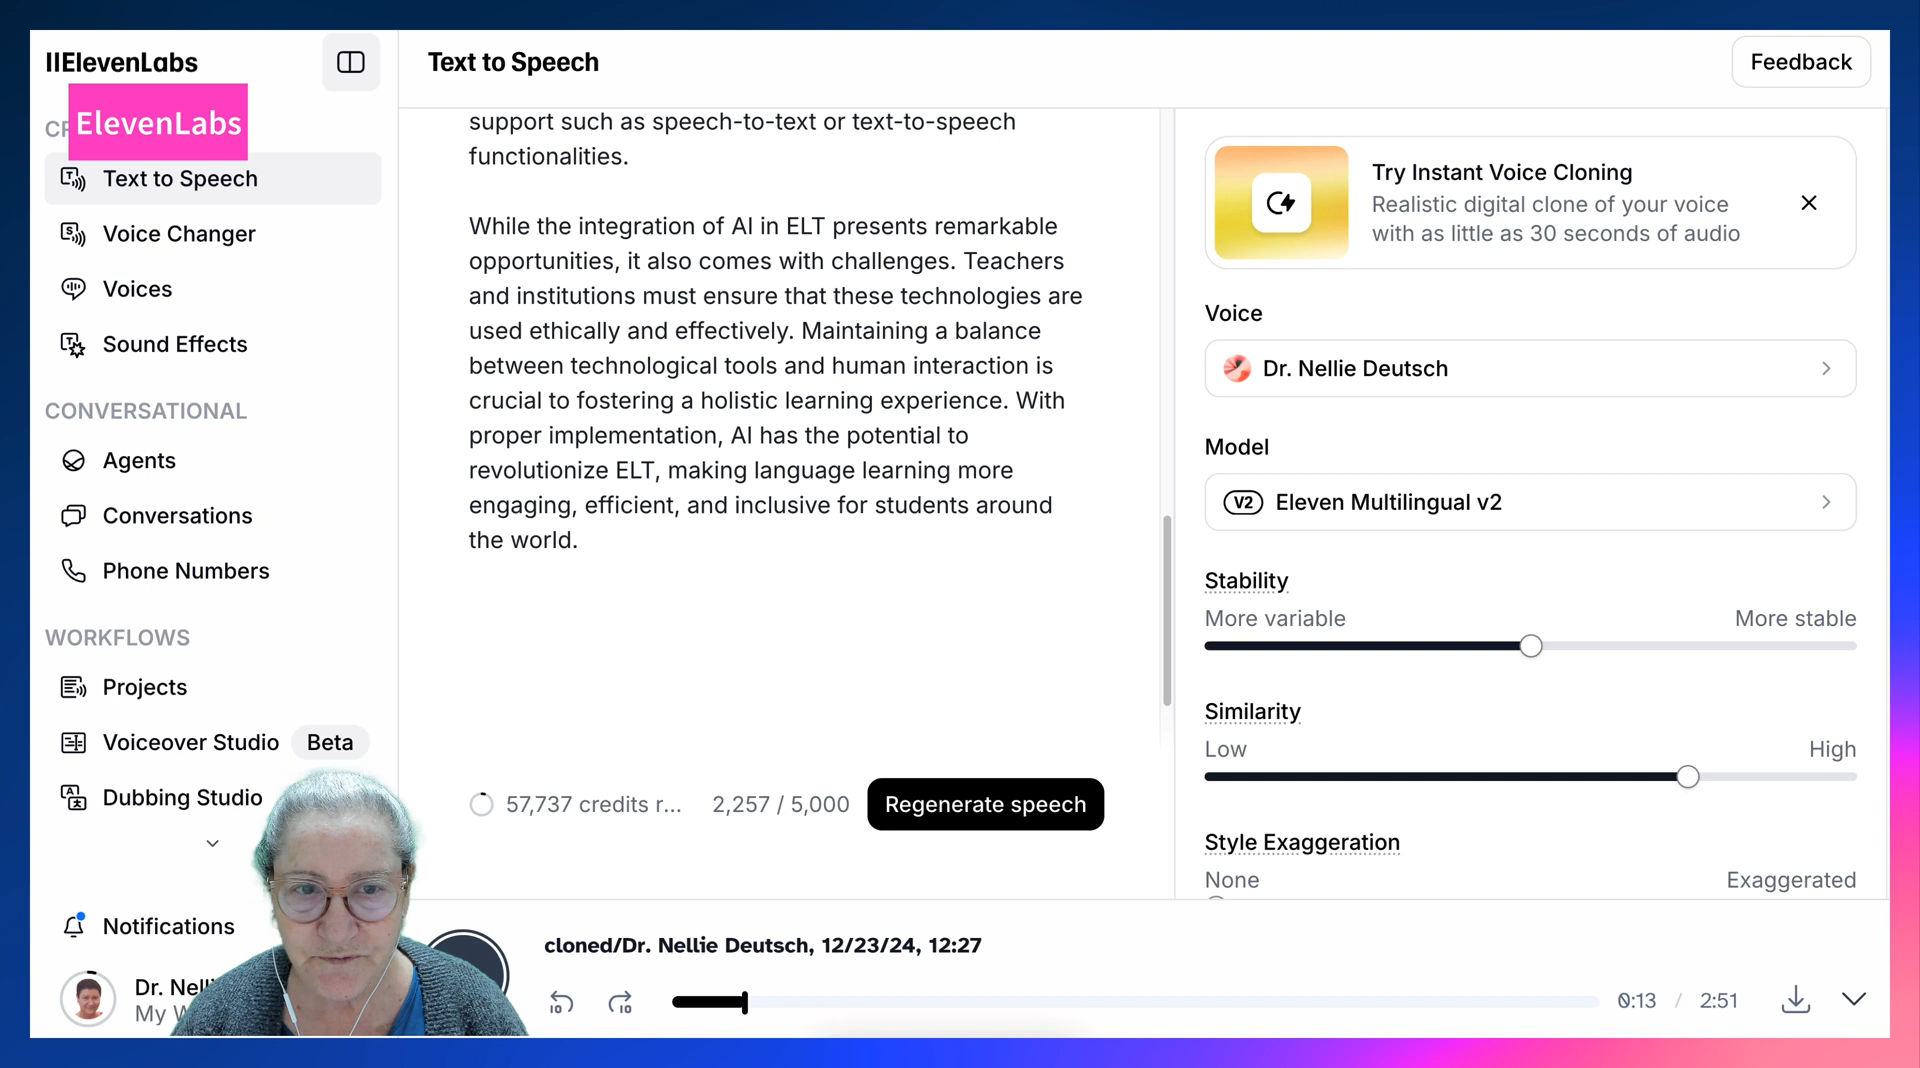 IIElevenLabs
ElevenLabs
Text to Speech
Voice Changer
Voices
Sound Effects
CONVERSATIONAL
Agents
Conversations
Phone Numbers
WORKFLOWS
Projects
Voiceover Studio Beta
Dubbing Studio
Notifications
Dr. Nell
My W
Text to Speech
Feedback
support such as speech-to-text or text-to-speech
functionalities.
While the integration of AI in ELT presents remarkable
opportunities, it also comes with challenges. Teachers
and institutions must ensure that these technologies are
used ethically and effectively. Maintaining a balance
between technological tools and human interaction is
crucial to fostering a holistic learning experience. With
proper implementation, AI has the potential to
revolutionize ELT, making language learning more
engaging, efficient, and inclusive for students around
the world.
57,737 credits r... 2,257 / 5,000 Regenerate speech
Try Instant Voice Cloning
Realistic digital clone of your voice
with as little as 30 seconds of audio
Voice
Dr. Nellie Deutsch
Model
V2 Eleven Multilingual v2
Stability
More variable More stable
Similarity
Low High
Style Exaggeration
None Exaggerated
cloned/Dr. Nellie Deutsch, 12/23/24, 12:27
10 10 0:13 / 2:51